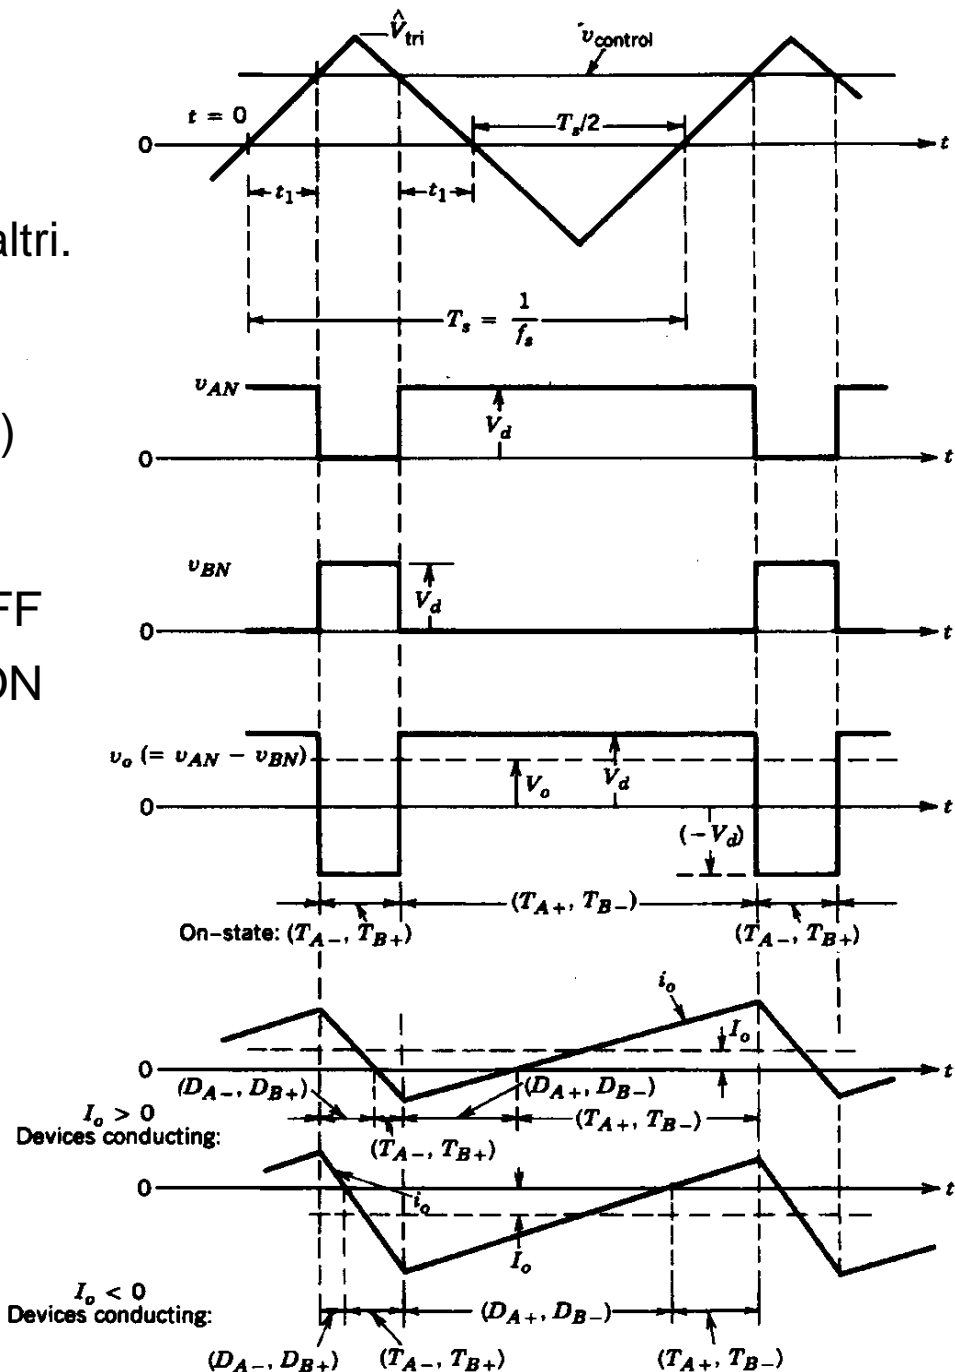 V̂tri
vcontrol
t = 0
Ts/2
0
t
t1
t1
altri.
Ts = 1/fs
vAN
)
Vd
0
t
vBN
FF
Vd
0
t
ON
vo (= vAN − vBN)
Vo
Vd
0
t
(−Vd)
(TA+, TB−)
On-state: (TA−, TB+)
(TA−, TB+)
io
Io
0
t
(DA−, DB+)
(DA+, DB−)
Io > 0
Devices conducting:
(TA−, TB+)
(TA+, TB−)
0
t
io
Io
Io < 0
Devices conducting:
(DA+, DB−)
(DA−, DB+)
(TA−, TB+)
(TA+, TB−)